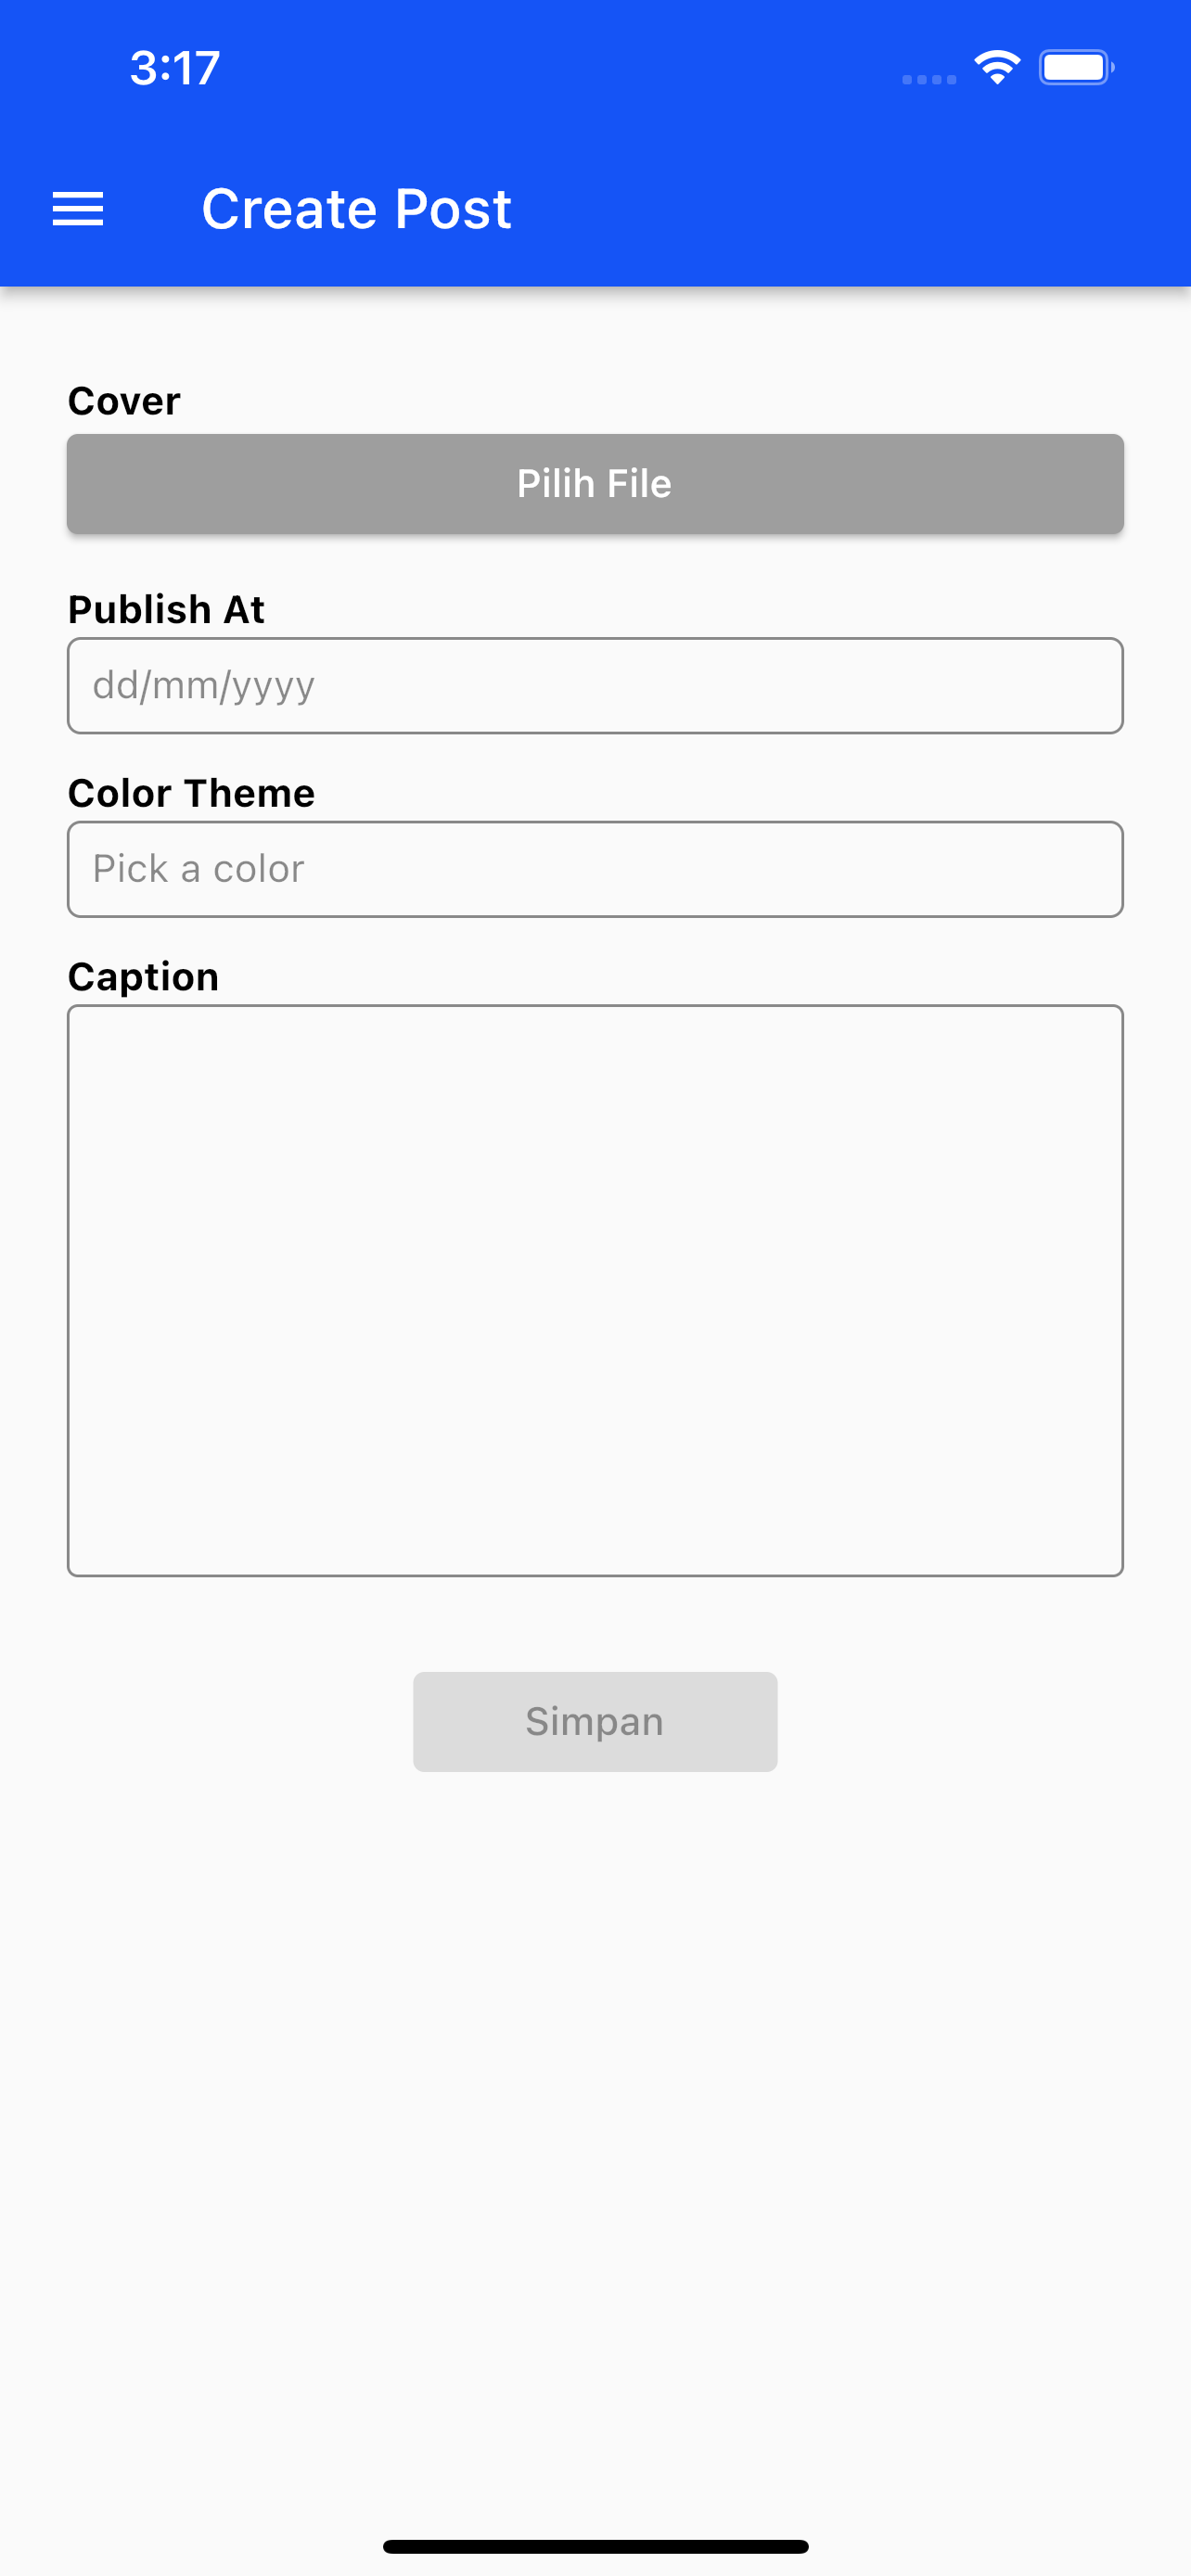 3:17
Create Post
Cover
Pilih File
Publish At
dd/mm/yyyy
Color Theme
Pick a color
Caption
Simpan